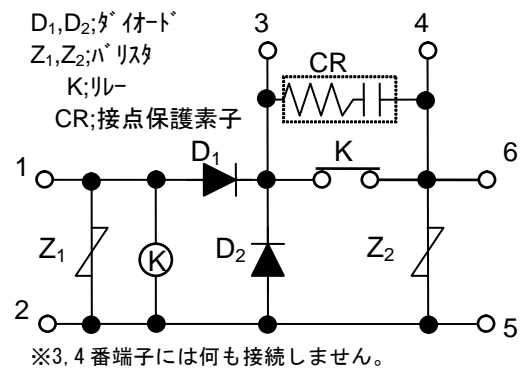 D₁,D₂;ﾀﾞｲｵｰﾄﾞ
Z₁,Z₂;ﾊﾞﾘｽﾀ
K;ﾘﾚｰ
CR;接点保護素子
3
4
CR
D₁
K
1
6
Z₁
K
D₂
Z₂
2
5
※3,4番端子には何も接続しません。